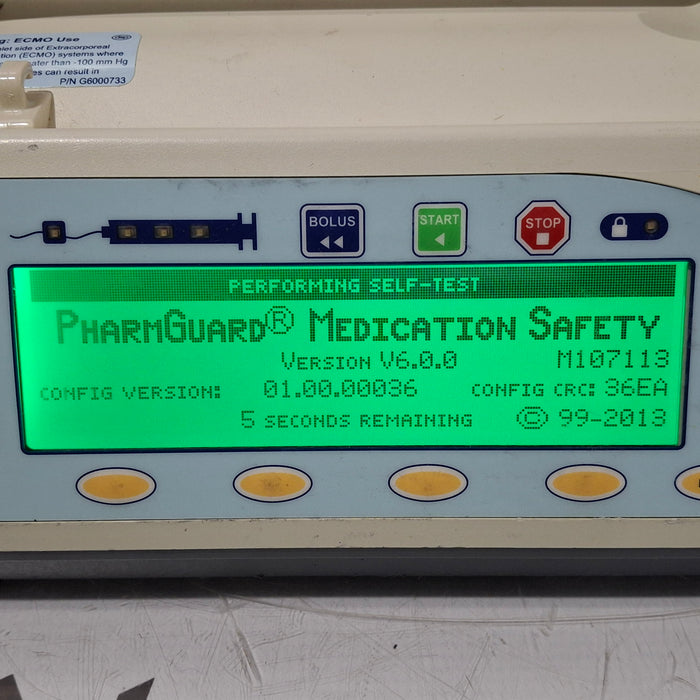 g: ECMO Use
let side of Extracorporeal
tion (ECMO) systems where
ater than -100 mm Hg
es can result in
P/N G6000733
BOLUS
START
STOP
PERFORMING SELF-TEST
PHARMGUARD® MEDICATION SAFETY
VERSION V6.0.0 M107113
CONFIG VERSION: 01.00.00036 CONFIG CRC: 36EA
5 SECONDS REMAINING © 99-2013